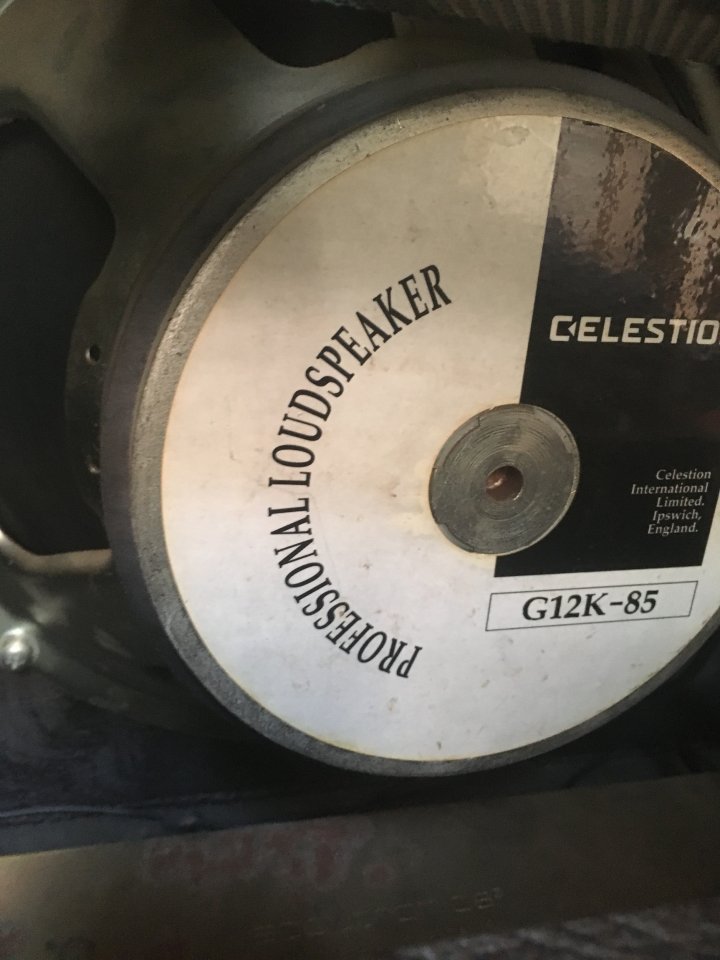 PROFESSIONAL LOUDSPEAKER
CELESTIO
Celestion
International
Limited.
Ipswich,
England.
G12K-85